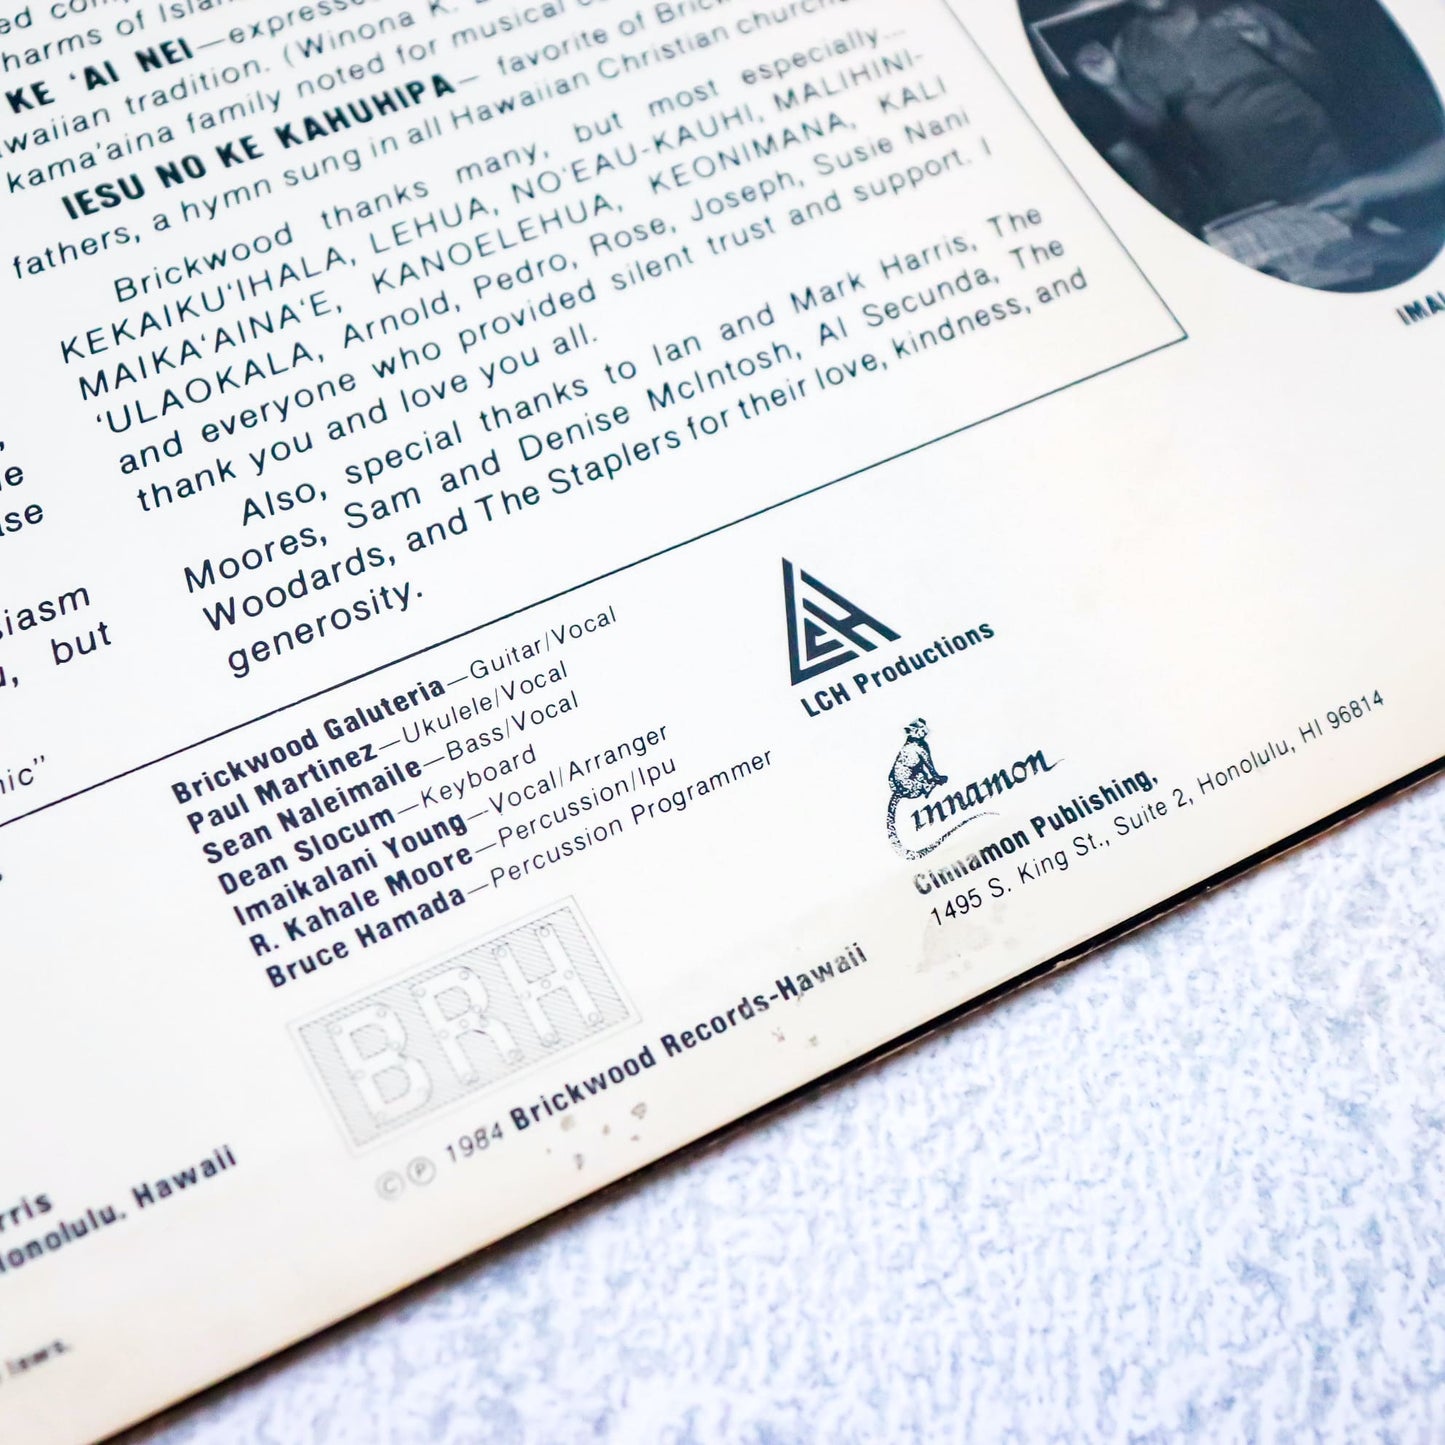 harms of Islan
KE ‘AI NEI—expresse
waiian tradition. (Winona K.
kama‘aina family noted for musical
IESU NO KE KAHUHIPA— favorite of Brick
fathers, a hymn sung in all Hawaiian Christian churche
Brickwood thanks many, but most especially...
KEKAIKU‘IHALA, LEHUA, NO‘EAU-KAUHI, MALIHINI-
MAIKA‘AINA‘E, KANOELEHUA, KEONIMANA, KALI
‘ULAOKALA, Arnold, Pedro, Rose, Joseph, Susie Nani
and everyone who provided silent trust and support. I
thank you and love you all.
Also, special thanks to Ian and Mark Harris, The
Moores, Sam and Denise McIntosh, Al Secunda, The
Woodards, and The Staplers for their love, kindness, and
generosity.
siasm
but
nic”
IMAI
Brickwood Galuteria—Guitar/Vocal
Paul Martinez—Ukulele/Vocal
Sean Naleimaile—Bass/Vocal
Dean Slocum—Keyboard
Imaikalani Young—Vocal/Arranger
R. Kahale Moore—Percussion/Ipu
Bruce Hamada—Percussion Programmer
LCH
LCH Productions
Cinnamon
Cinnamon Publishing,
1495 S. King St., Suite 2, Honolulu, HI 96814
BRH
©℗ 1984 Brickwood Records-Hawaii
rris
Honolulu, Hawaii
laws.